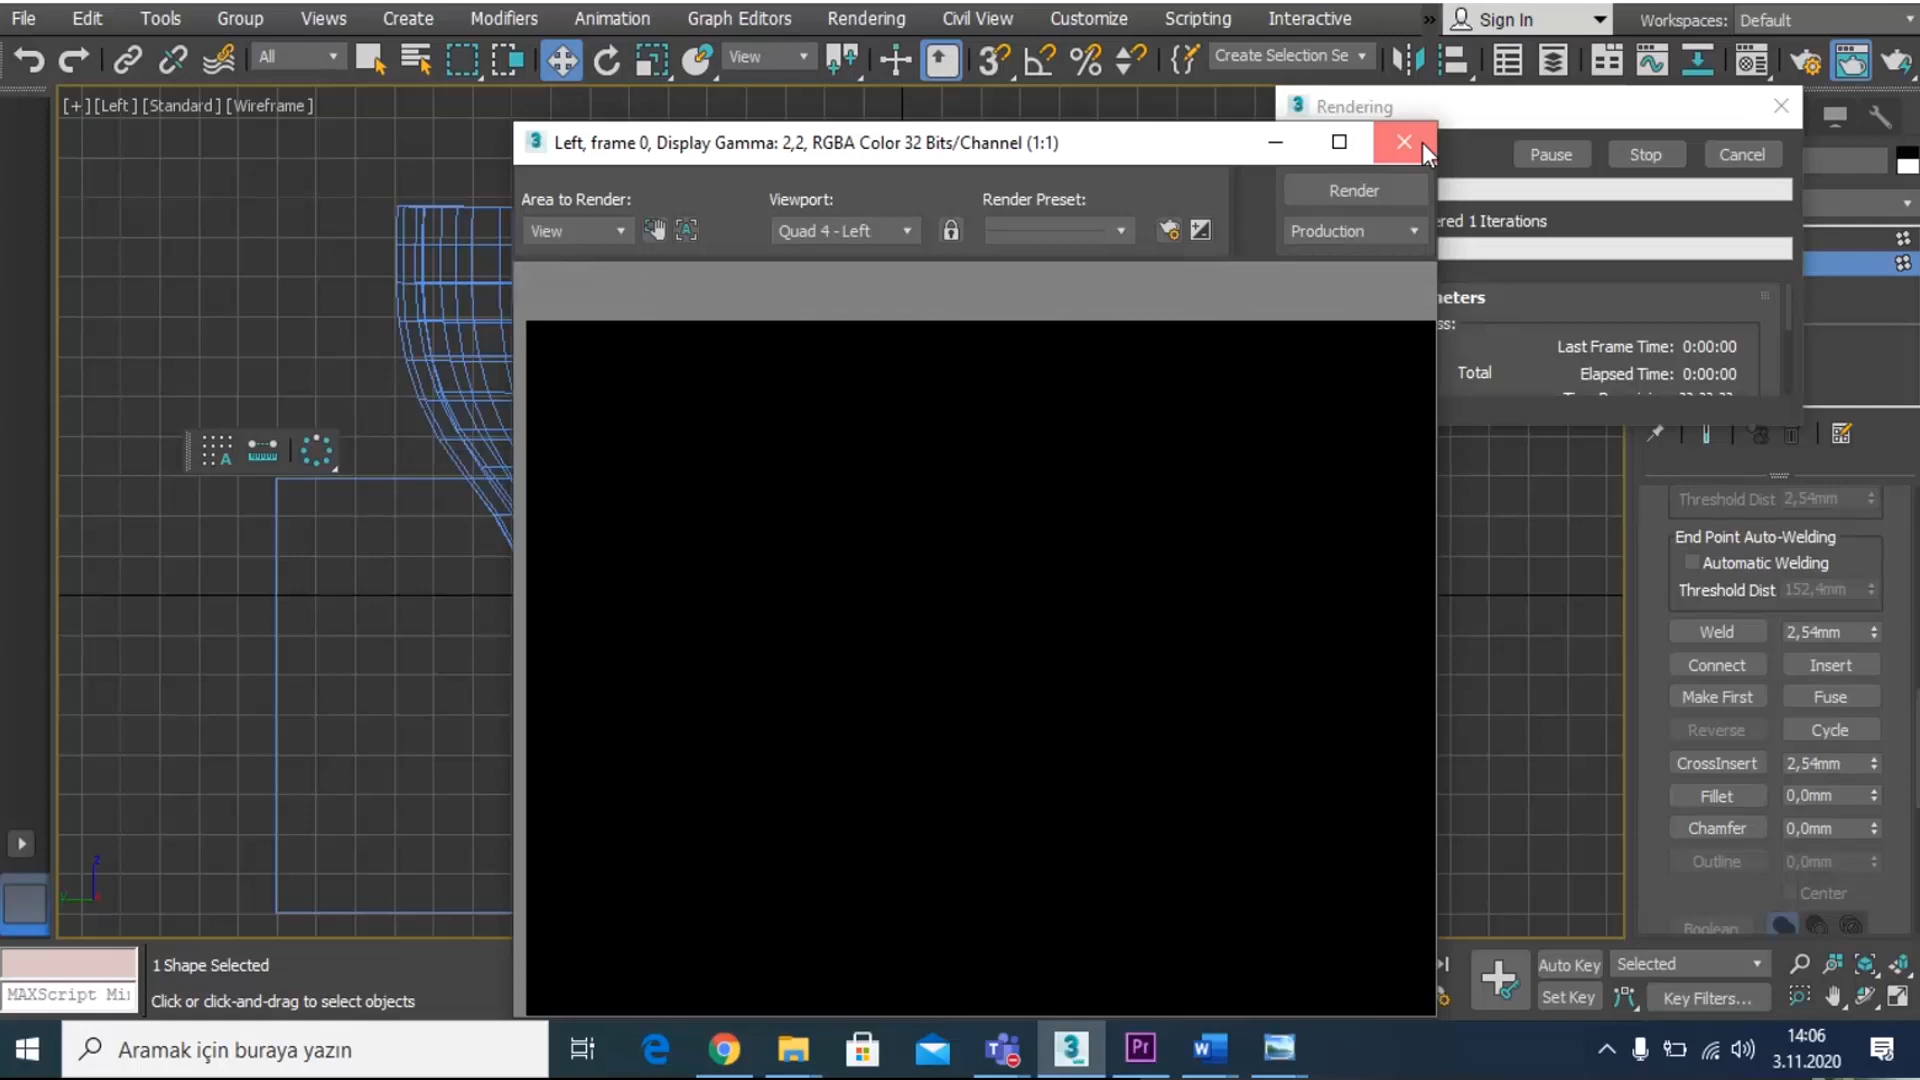 File Edit Tools Group Views Create Modifiers Animation Graph Editors Rendering Civil View Customize Scripting Interactive » Sign In Workspaces: Default
All View Create Selection Se
[+] [Left] [Standard] [Wireframe]
Rendering
Left, frame 0, Display Gamma: 2,2, RGBA Color 32 Bits/Channel (1:1)
Pause Stop Cancel
Area to Render: Viewport: Render Preset: Render
View Quad 4 - Left Production
ered 1 Iterations
meters
ss:
Last Frame Time: 0:00:00
Total Elapsed Time: 0:00:00
Threshold Dist 2,54mm
End Point Auto-Welding
Automatic Welding
Threshold Dist 152,4mm
Weld 2,54mm
Connect Insert
Make First Fuse
Reverse Cycle
CrossInsert 2,54mm
Fillet 0,0mm
Chamfer 0,0mm
Outline 0,0mm
Center
Boolean
z
1 Shape Selected
MAXScript Mi
Click or click-and-drag to select objects
Auto Key Selected
Set Key Key Filters...
Aramak için buraya yazın
14:06
3.11.2020